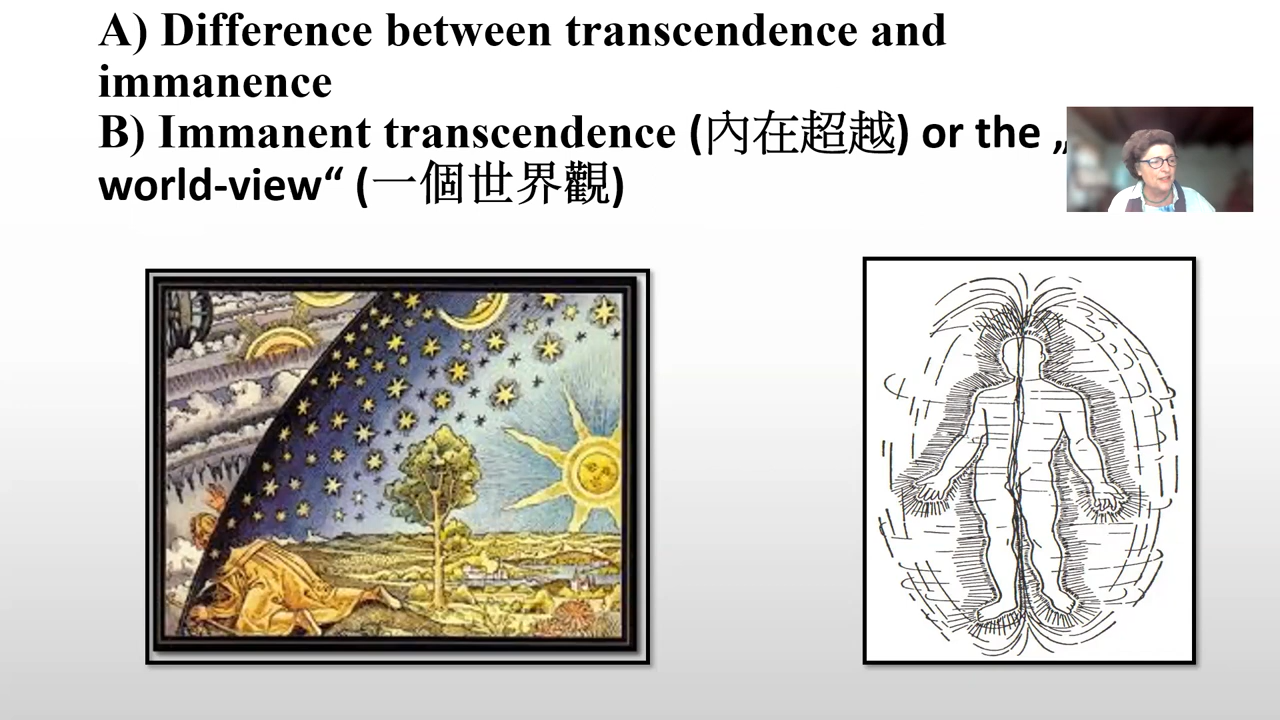 A) Difference between transcendence and
immanence
B) Immanent transcendence (內在超越) or the „
world-view“ (一個世界觀)